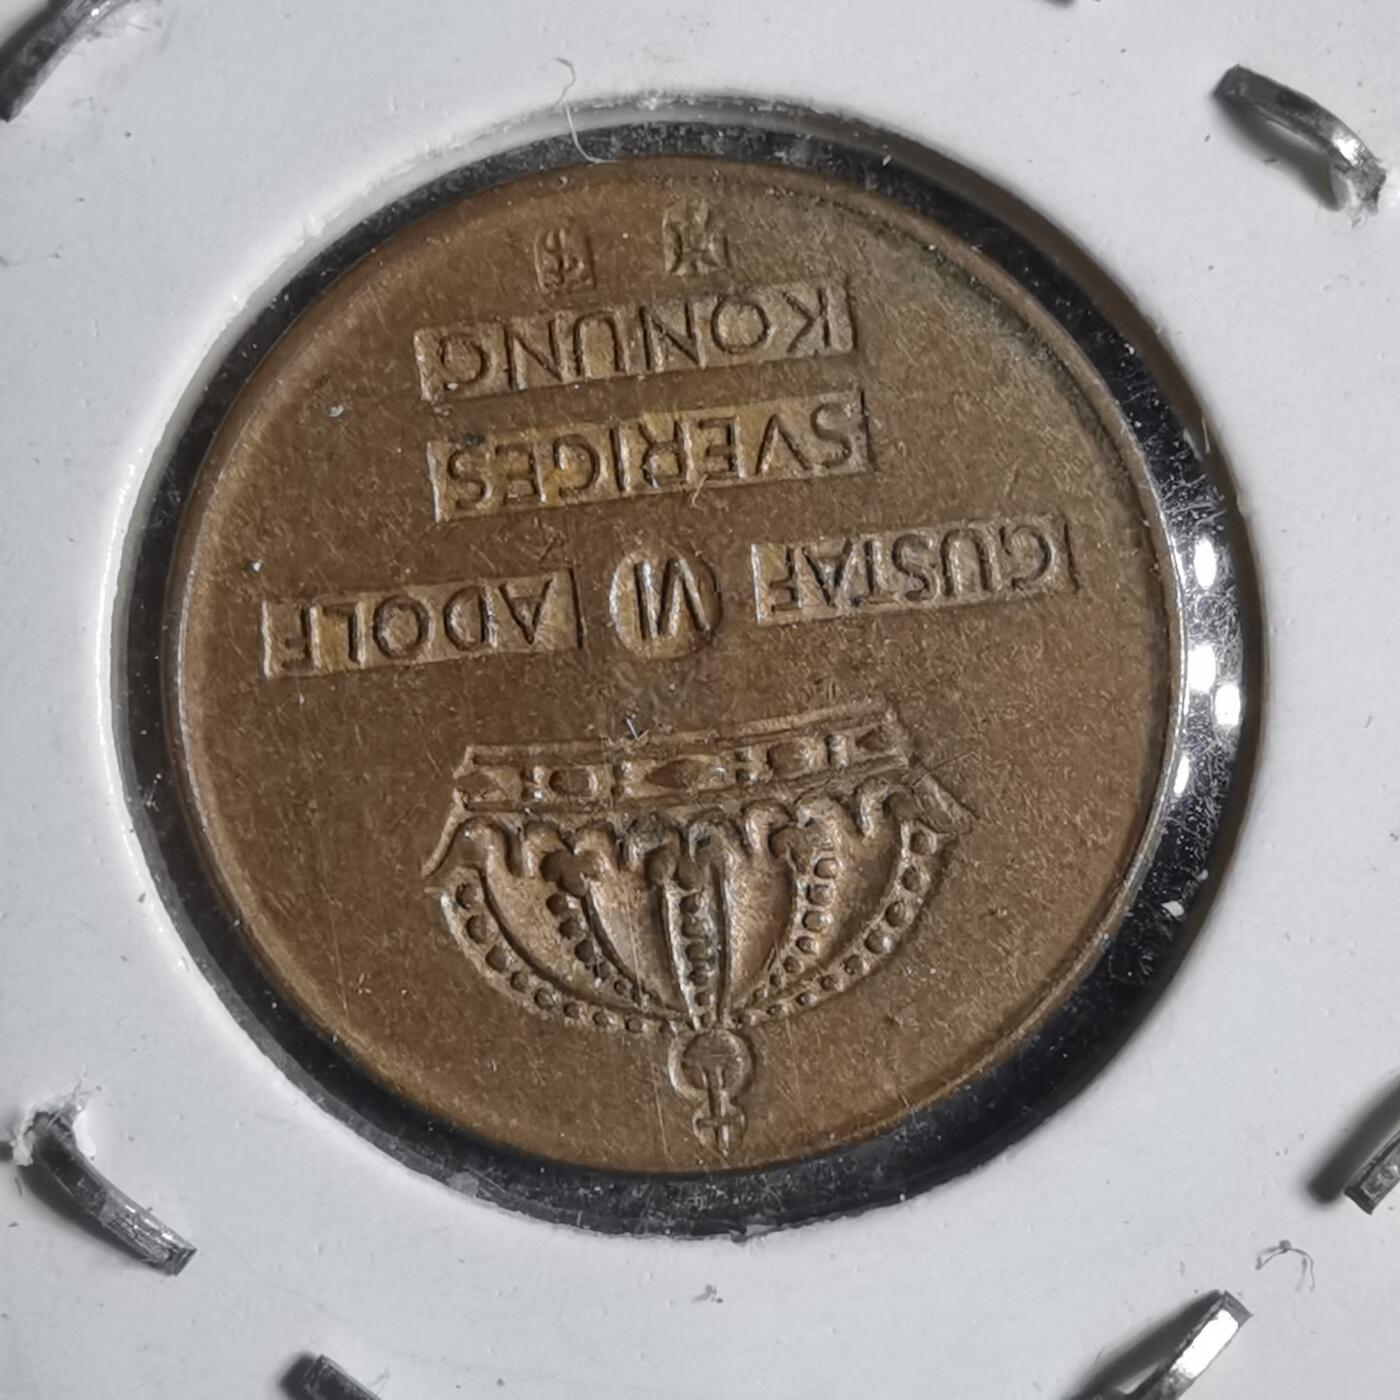 GUSTAF VI ADOLF
SVERIGES
KONUNG